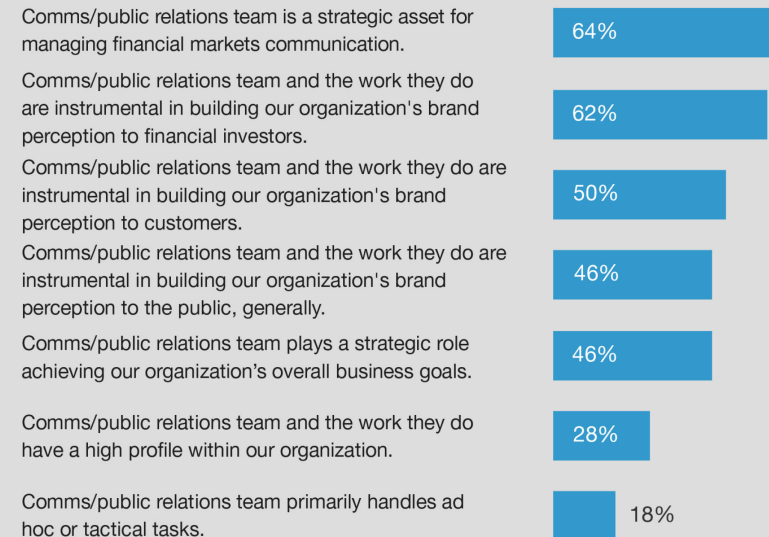 Comms/public relations team is a strategic asset for
managing financial markets communication.
64%
Comms/public relations team and the work they do
are instrumental in building our organization's brand
perception to financial investors.
62%
Comms/public relations team and the work they do are
instrumental in building our organization's brand
perception to customers.
50%
Comms/public relations team and the work they do are
instrumental in building our organization's brand
perception to the public, generally.
46%
Comms/public relations team plays a strategic role
achieving our organization’s overall business goals.
46%
Comms/public relations team and the work they do
have a high profile within our organization.
28%
Comms/public relations team primarily handles ad
hoc or tactical tasks.
18%